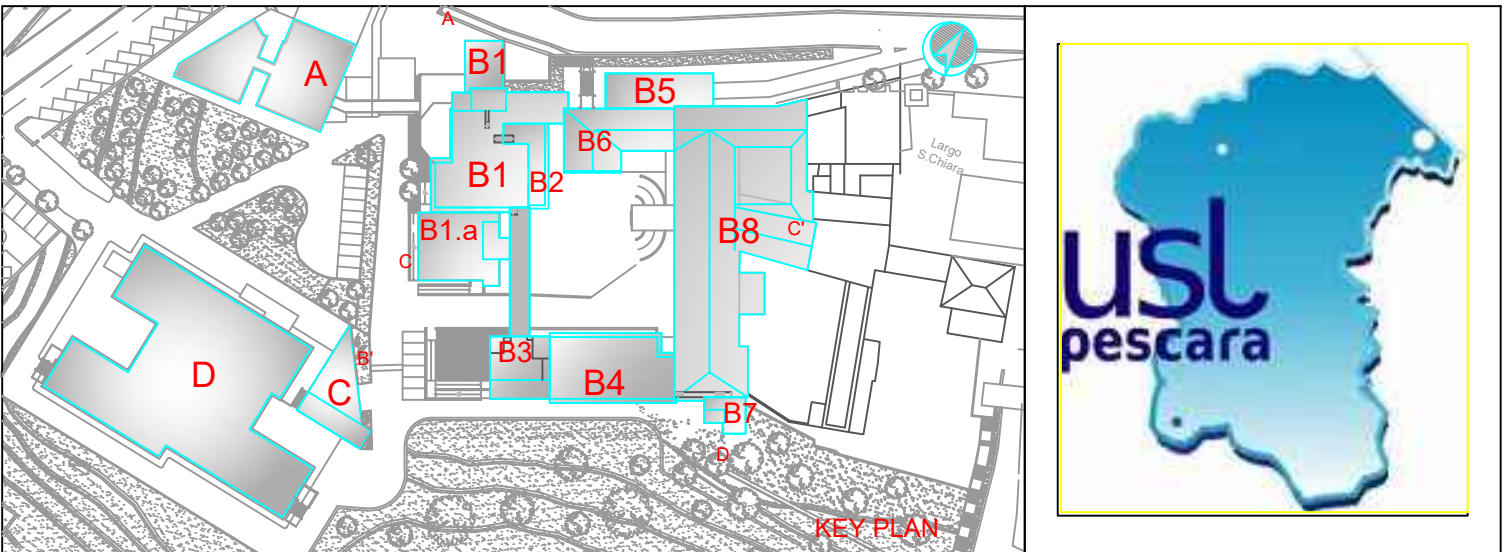 A
B1
A
B5
B6
Largo
S.Chiara
B1
B2
B1.a
B8
C'
C
B3
B'
D
C
B4
B7
D
KEY PLAN
usl
pescara